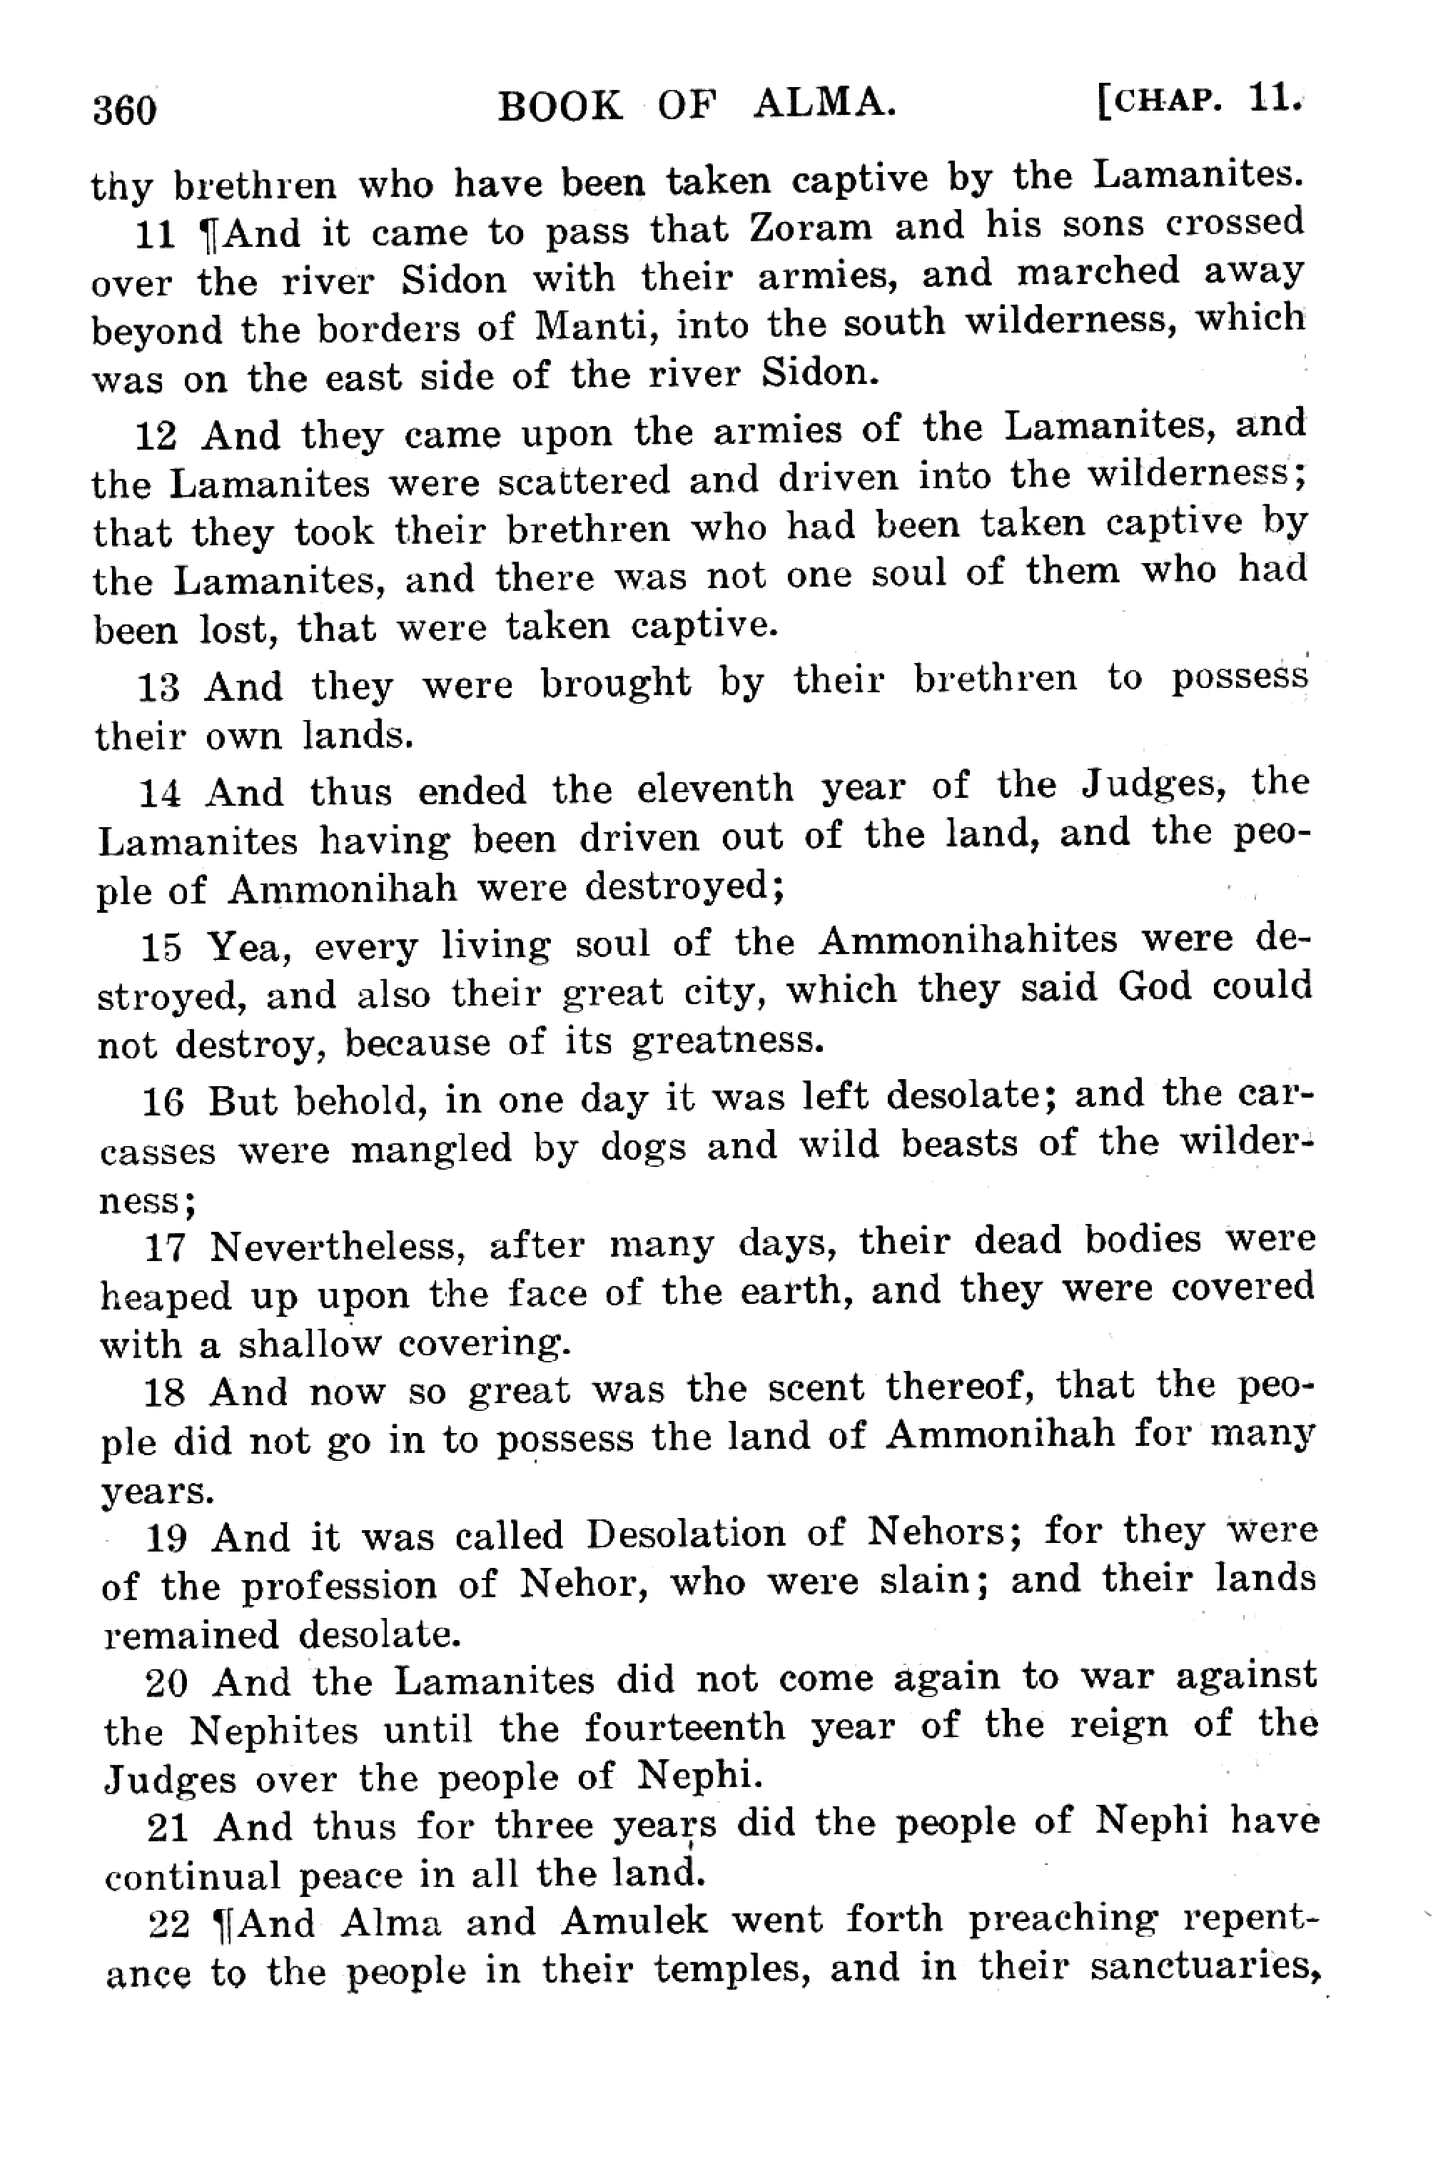 360 BOOK OF ALMA. [CHAP. 11.
thy brethren who have been taken captive by the Lamanites.
11 ¶And it came to pass that Zoram and his sons crossed
over the river Sidon with their armies, and marched away
beyond the borders of Manti, into the south wilderness, which
was on the east side of the river Sidon.
12 And they came upon the armies of the Lamanites, and
the Lamanites were scattered and driven into the wilderness;
that they took their brethren who had been taken captive by
the Lamanites, and there was not one soul of them who had
been lost, that were taken captive.
13 And they were brought by their brethren to possess
their own lands.
14 And thus ended the eleventh year of the Judges, the
Lamanites having been driven out of the land, and the peo-
ple of Ammonihah were destroyed;
15 Yea, every living soul of the Ammonihahites were de-
stroyed, and also their great city, which they said God could
not destroy, because of its greatness.
16 But behold, in one day it was left desolate; and the car-
casses were mangled by dogs and wild beasts of the wilder-
ness;
17 Nevertheless, after many days, their dead bodies were
heaped up upon the face of the earth, and they were covered
with a shallow covering.
18 And now so great was the scent thereof, that the peo-
ple did not go in to possess the land of Ammonihah for many
years.
19 And it was called Desolation of Nehors; for they were
of the profession of Nehor, who were slain; and their lands
remained desolate.
20 And the Lamanites did not come again to war against
the Nephites until the fourteenth year of the reign of the
Judges over the people of Nephi.
21 And thus for three years did the people of Nephi have
continual peace in all the land.
22 ¶And Alma and Amulek went forth preaching repent-
ance to the people in their temples, and in their sanctuaries,